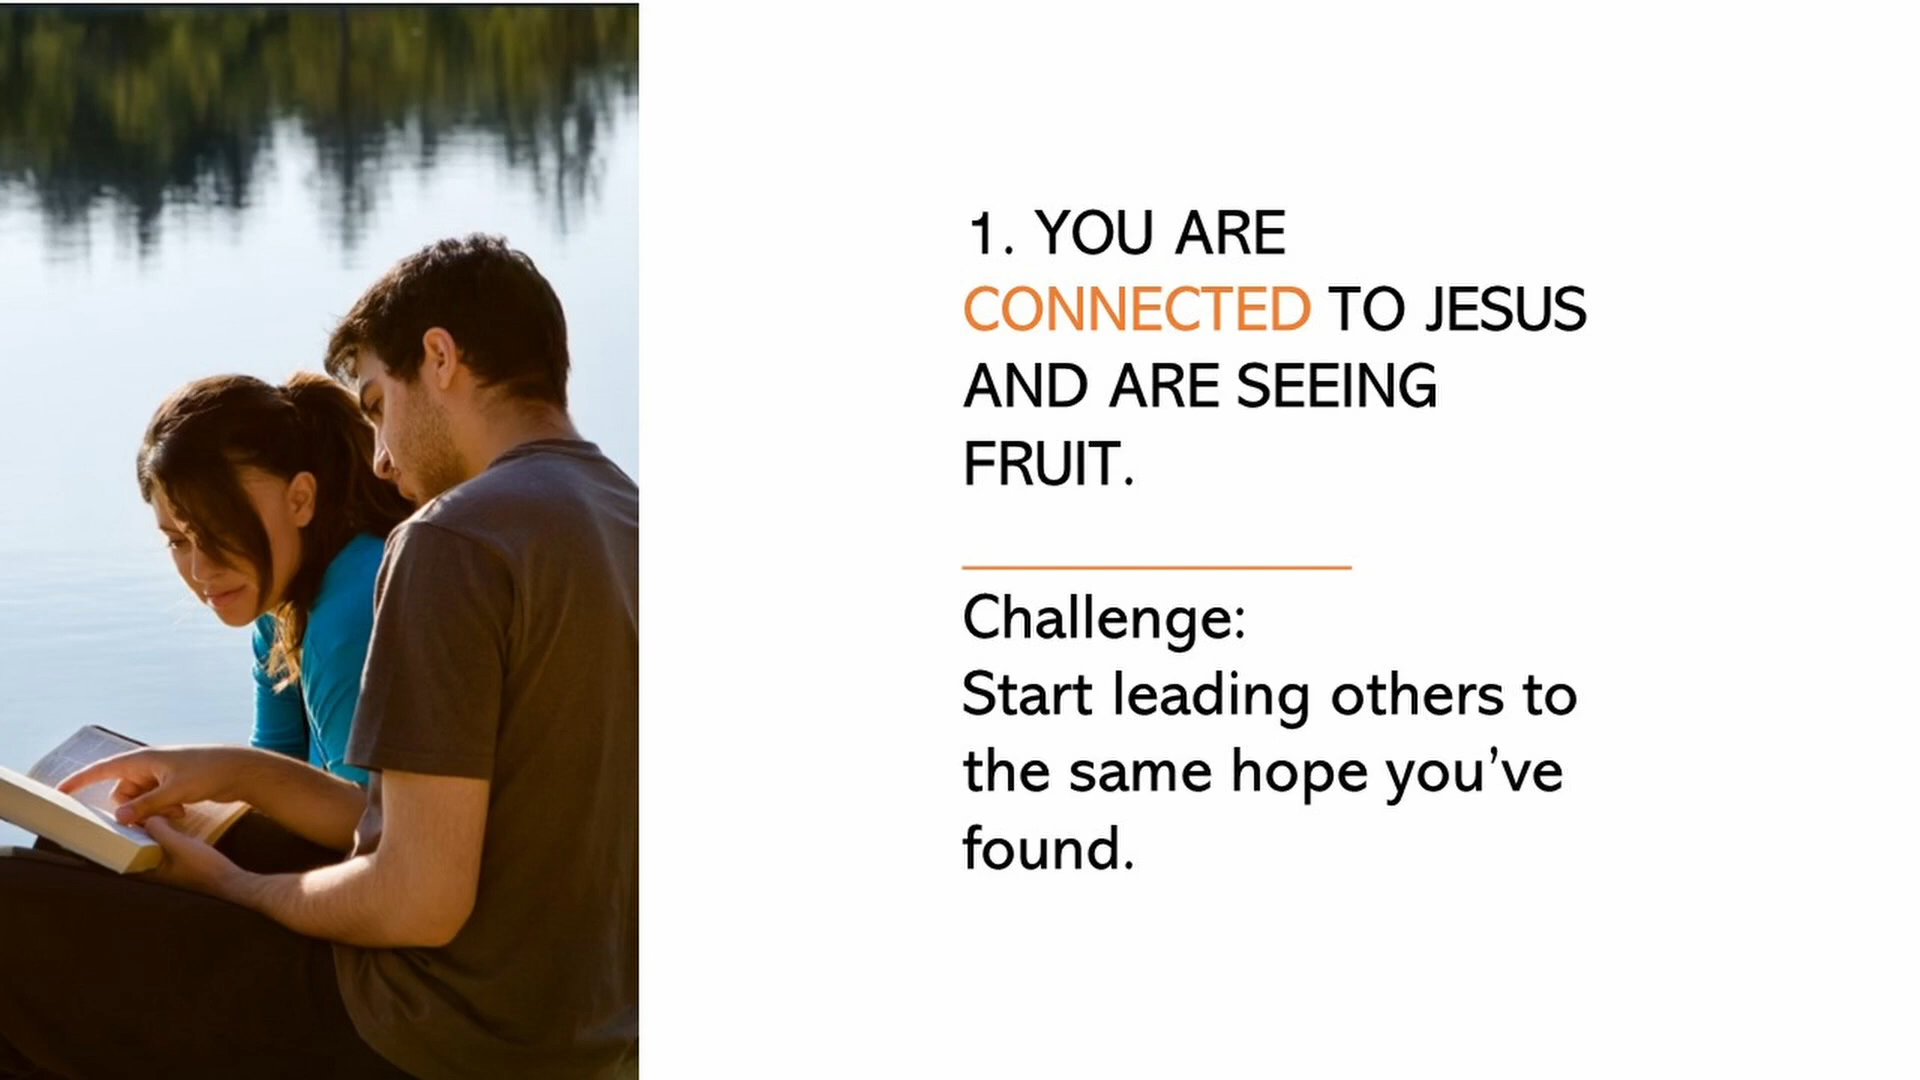 1. YOU ARE
CONNECTED TO JESUS
AND ARE SEEING
FRUIT.
Challenge:
Start leading others to
the same hope you’ve
found.